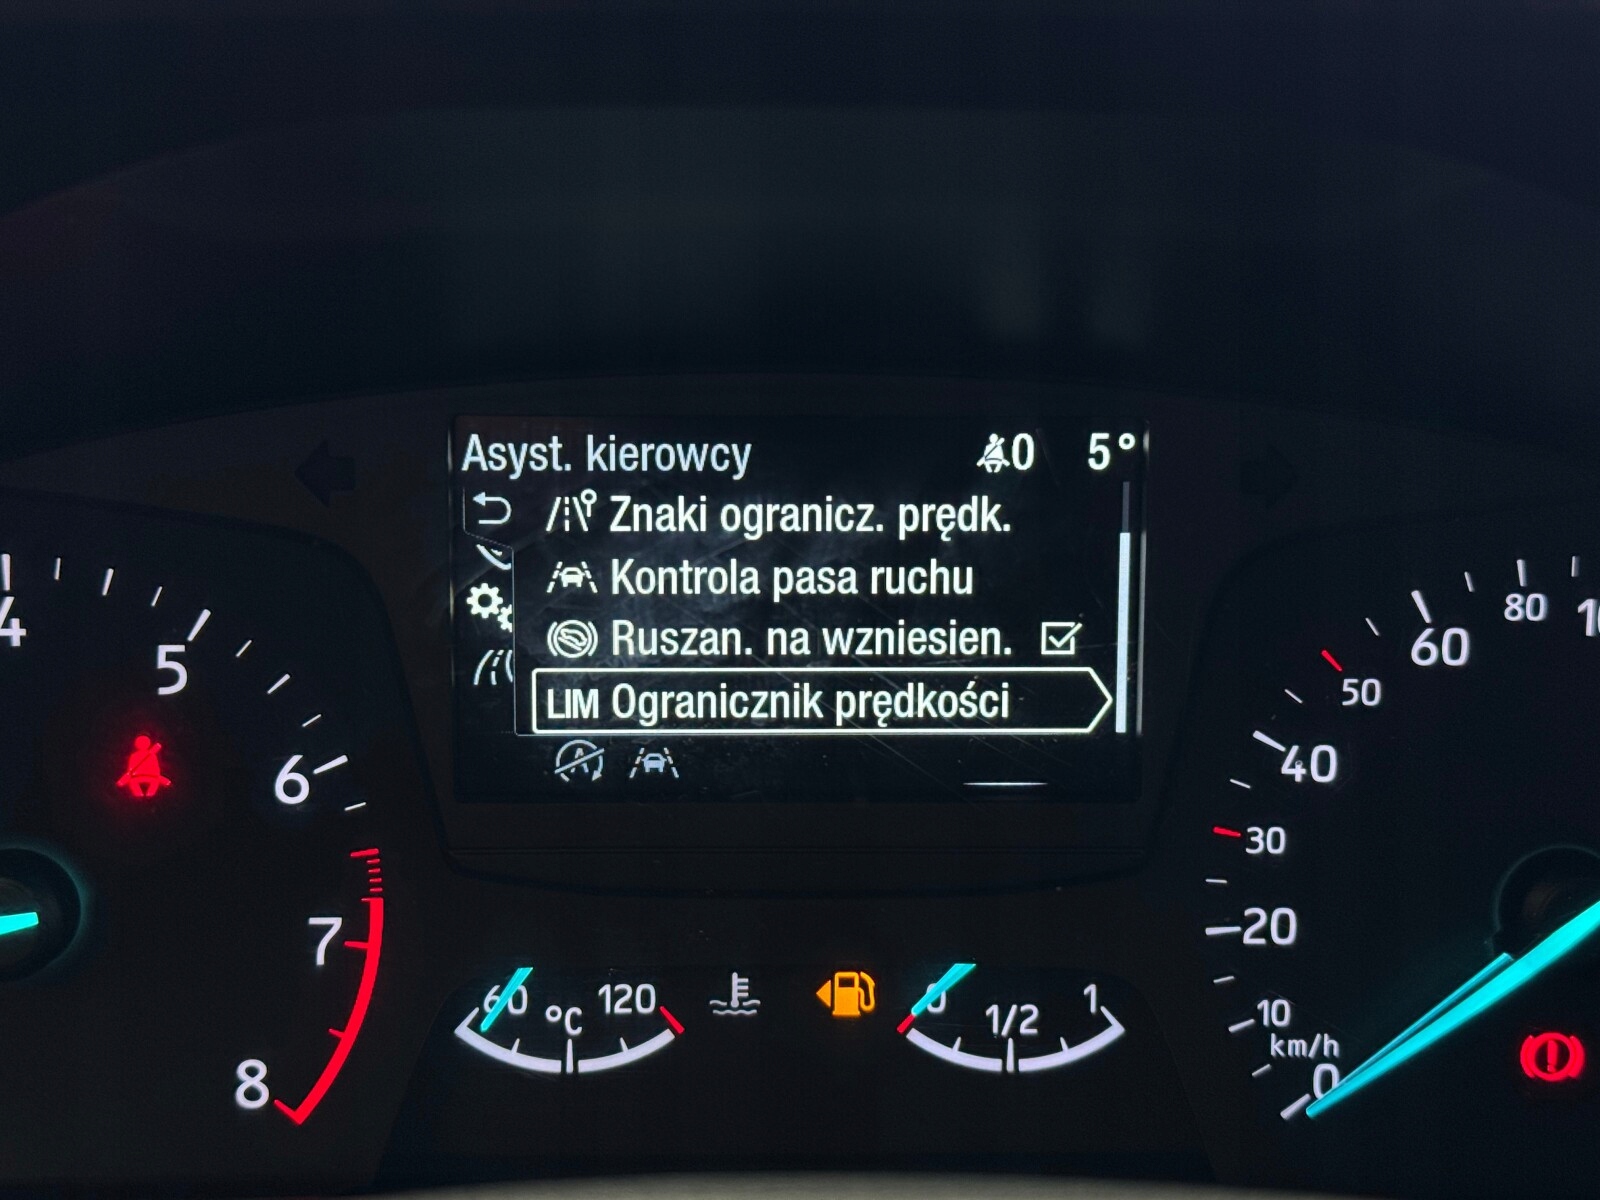 Asyst. kierowcy 0 5°
Znaki ogranicz. prędk.
Kontrola pasa ruchu
Ruszan. na wzniesien.
LIM Ogranicznik prędkości
A
4
5
6
7
8
60 °C 120
0 1/2 1
80
60
50
40
30
20
10
km/h
0